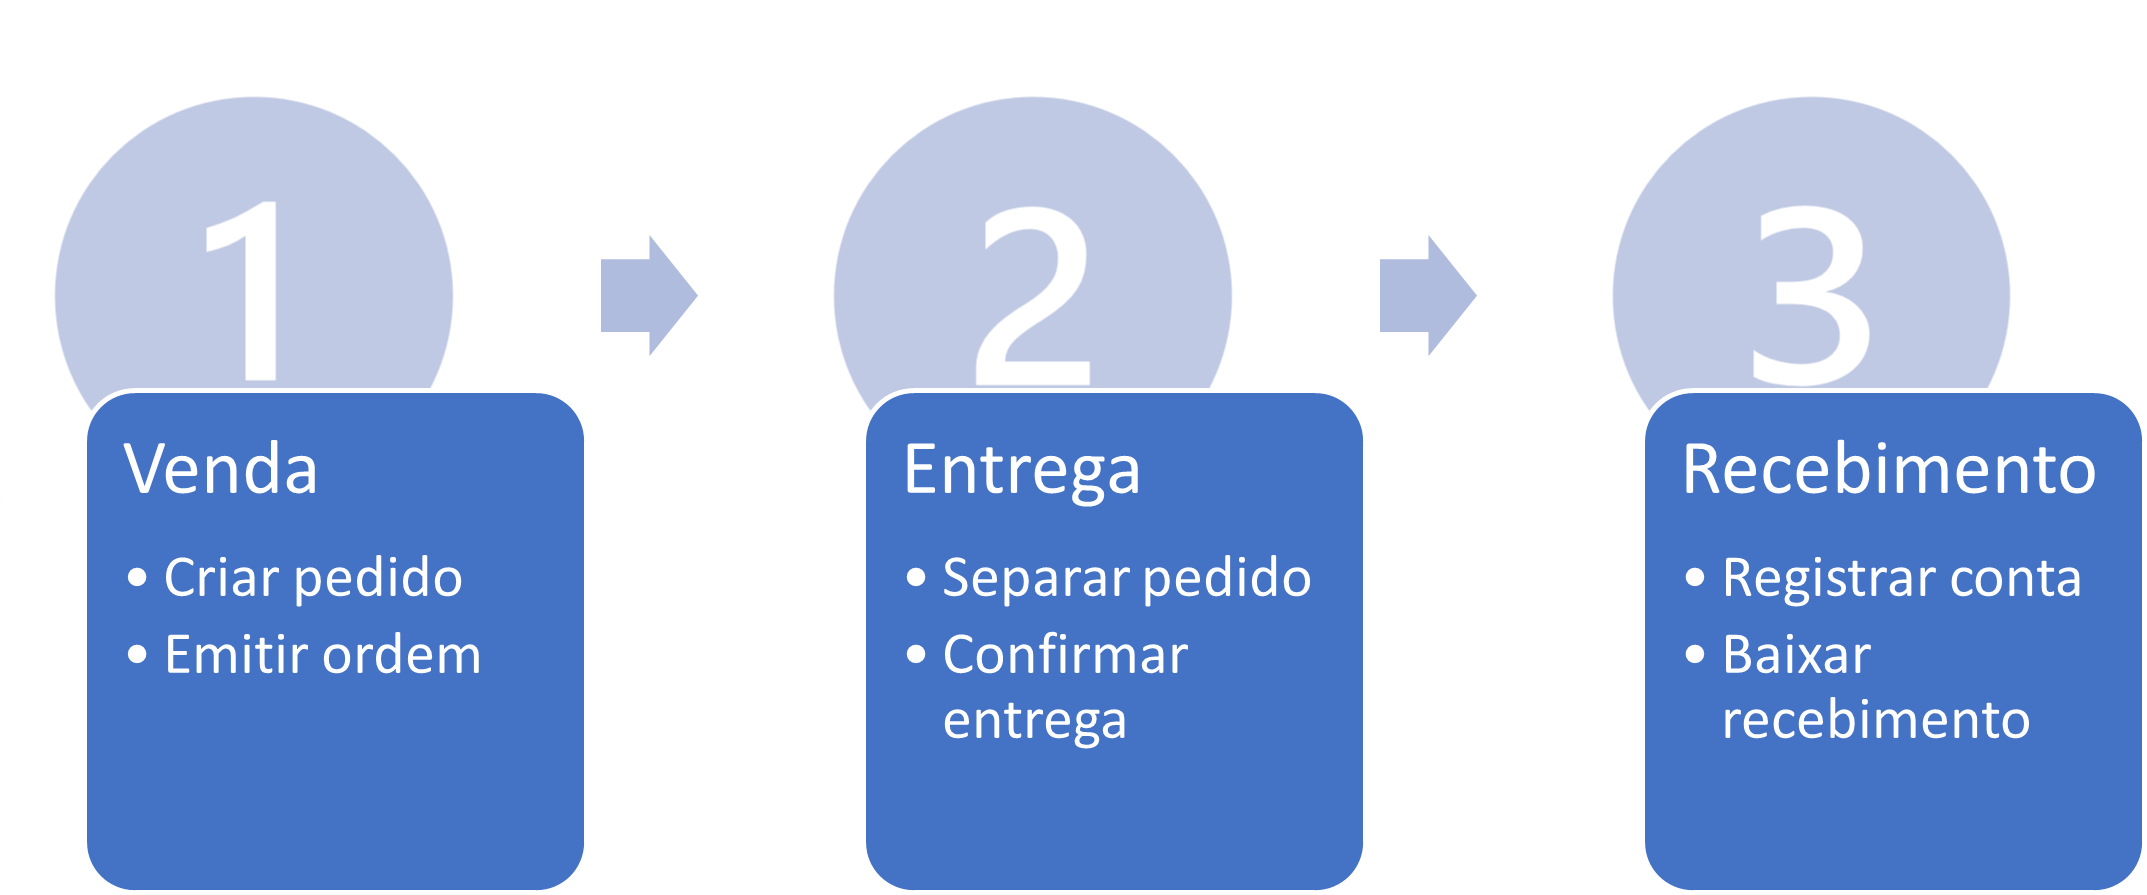 1
Venda
• Criar pedido
• Emitir ordem
2
Entrega
• Separar pedido
• Confirmar
entrega
3
Recebimento
• Registrar conta
• Baixar
recebimento